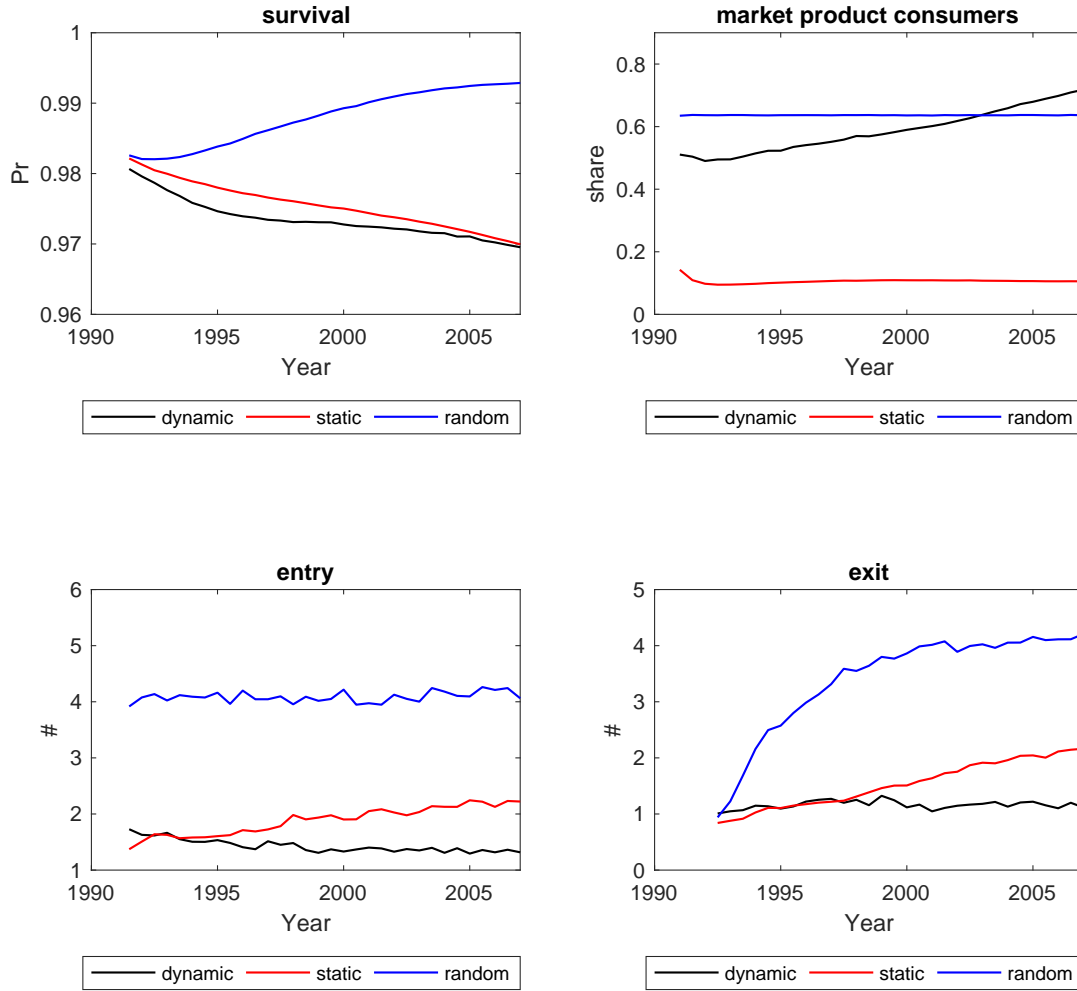 survival
1
0.99
0.98
0.97
0.96
Pr
1990 1995 2000 2005
Year
dynamic static random
market product consumers
0.8
0.6
0.4
0.2
0
share
1990 1995 2000 2005
Year
dynamic static random
entry
6
5
4
3
2
1
#
1990 1995 2000 2005
Year
dynamic static random
exit
5
4
3
2
1
0
#
1990 1995 2000 2005
Year
dynamic static random